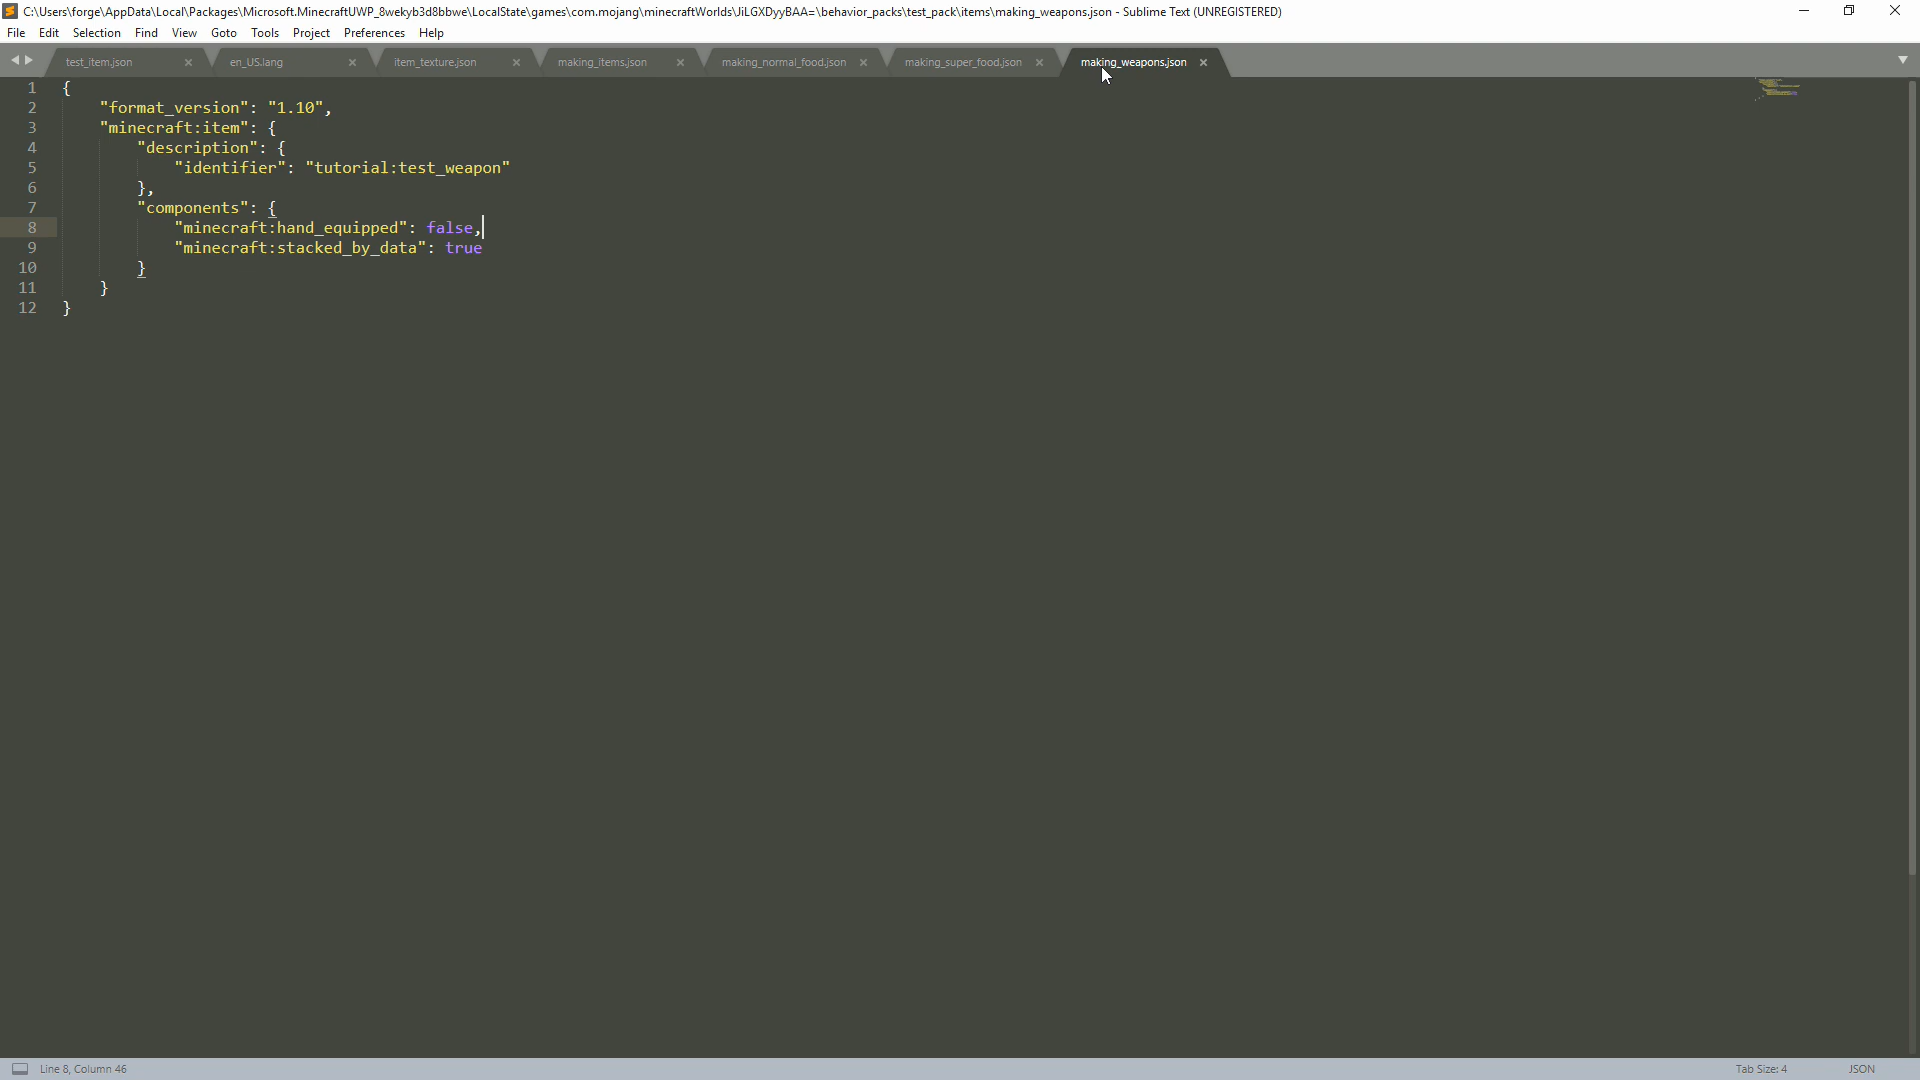 C:\Users\forge\AppData\Local\Packages\Microsoft.MinecraftUWP_8wekyb3d8bbwe\LocalState\games\com.mojang\minecraftWorlds\JiLGXDyyBAA=\behavior_packs\test_pack\items\making_weapons.json - Sublime Text (UNREGISTERED)
File Edit Selection Find View Goto Tools Project Preferences Help
test_item.json en_US.lang item_texture.json making_items.json making_normal_food.json making_super_food.json making_weapons.json
1 {
2 "format_version": "1.10",
3 "minecraft:item": {
4 "description": {
5 "identifier": "tutorial:test_weapon"
6 },
7 "components": {
8 "minecraft:hand_equipped": false,
9 "minecraft:stacked_by_data": true
10 }
11 }
12 }
Line 8, Column 46 Tab Size: 4 JSON